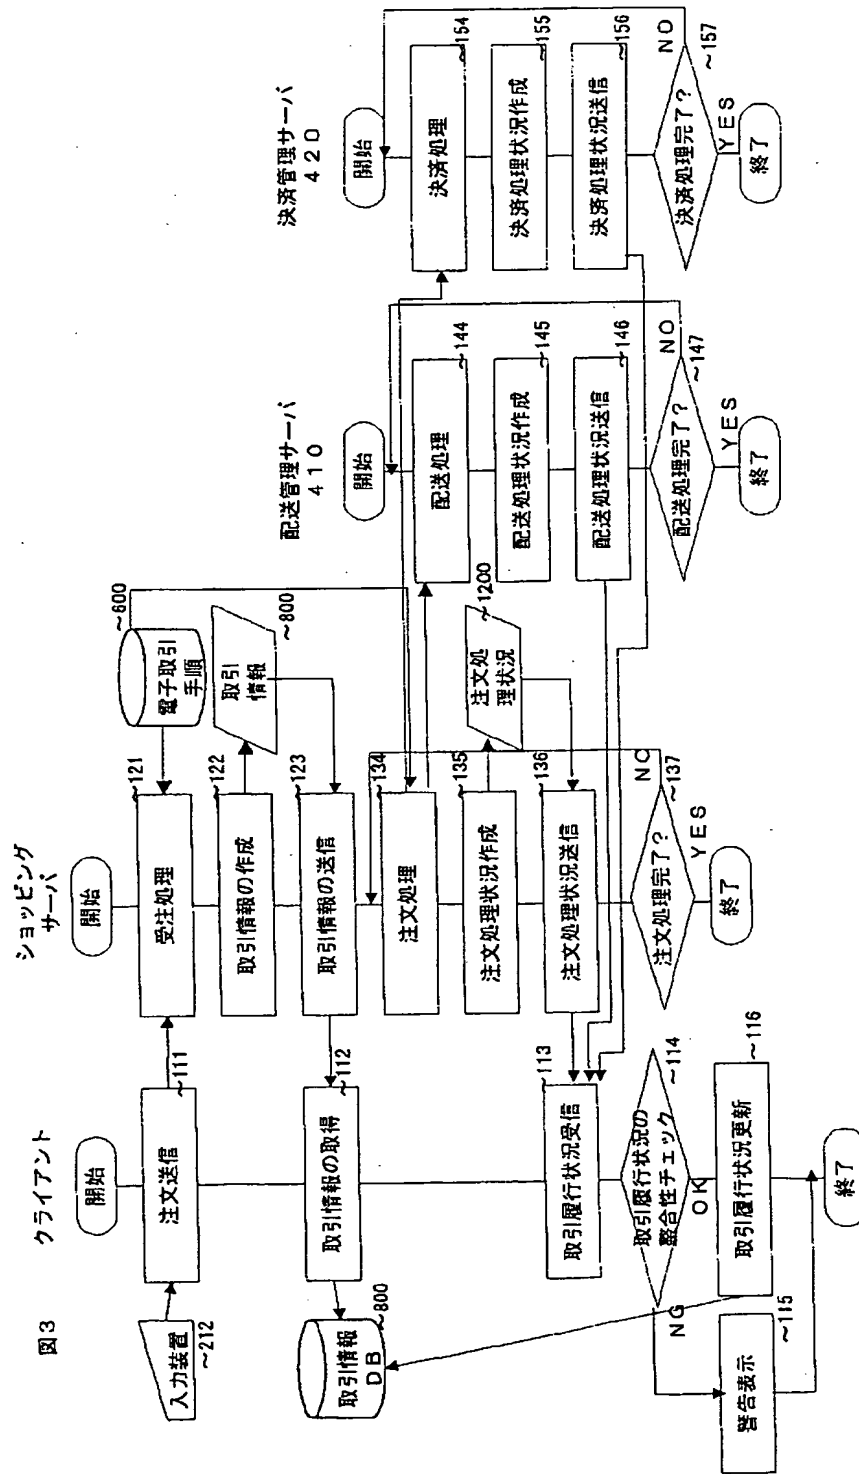 図3
クライアント
開始
入力装置
~212
注文送信
~111
取引情報の取得
~112
取引情報
DB
~800
取引履行状況受信
~113
取引履行状況の
整合性チェック
~114
OK
NG
取引履行状況更新
~116
警告表示
~115
終了
ショッピング
サーバ
開始
受注処理
~121
電子取引
手順
~600
取引情報の作成
~122
取引
情報
~800
取引情報の送信
~123
注文処理
~134
注文処理状況作成
~135
注文処
理状況
~1200
注文処理状況送信
~136
注文処理完了?
~137
NO
YES
終了
配送管理サーバ
410
開始
配送処理
~144
配送処理状況作成
~145
配送処理状況送信
~146
配送処理完了?
~147
NO
YES
終了
決済管理サーバ
420
開始
決済処理
~154
決済処理状況作成
~155
決済処理状況送信
~156
決済処理完了?
~157
NO
YES
終了